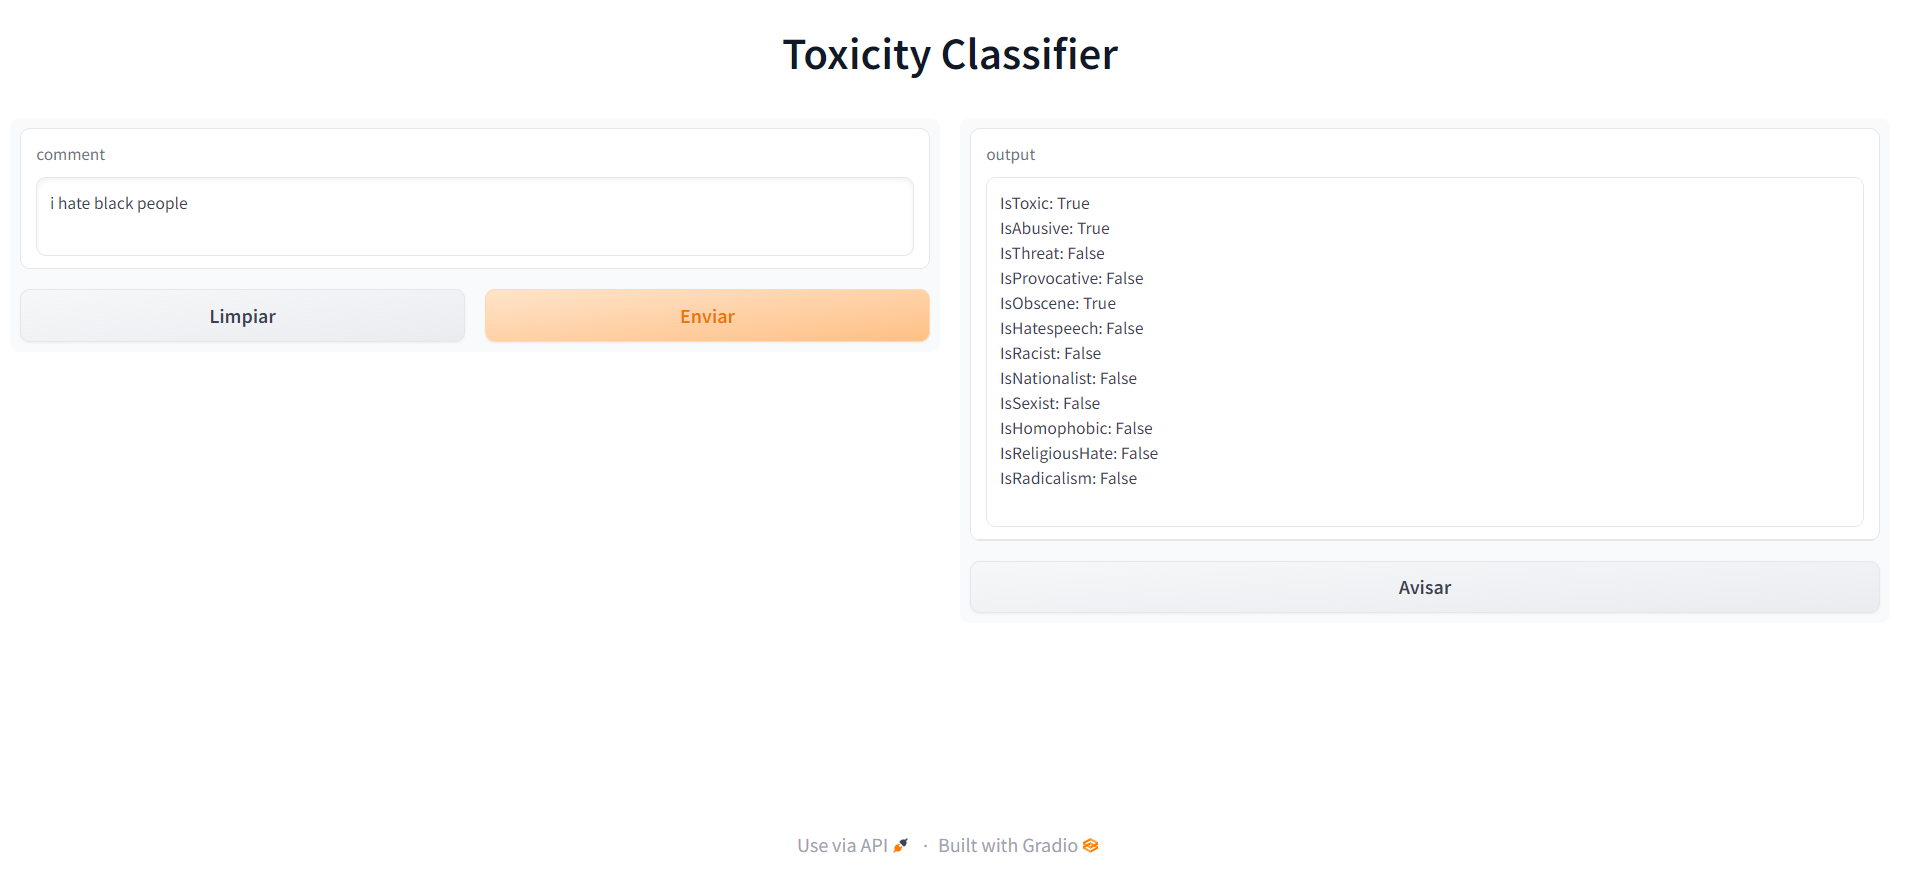 Toxicity Classifier
comment
i hate black people
Limpiar
Enviar
output
IsToxic: True
IsAbusive: True
IsThreat: False
IsProvocative: False
IsObscene: True
IsHatespeech: False
IsRacist: False
IsNationalist: False
IsSexist: False
IsHomophobic: False
IsReligiousHate: False
IsRadicalism: False
Avisar
Use via API · Built with Gradio